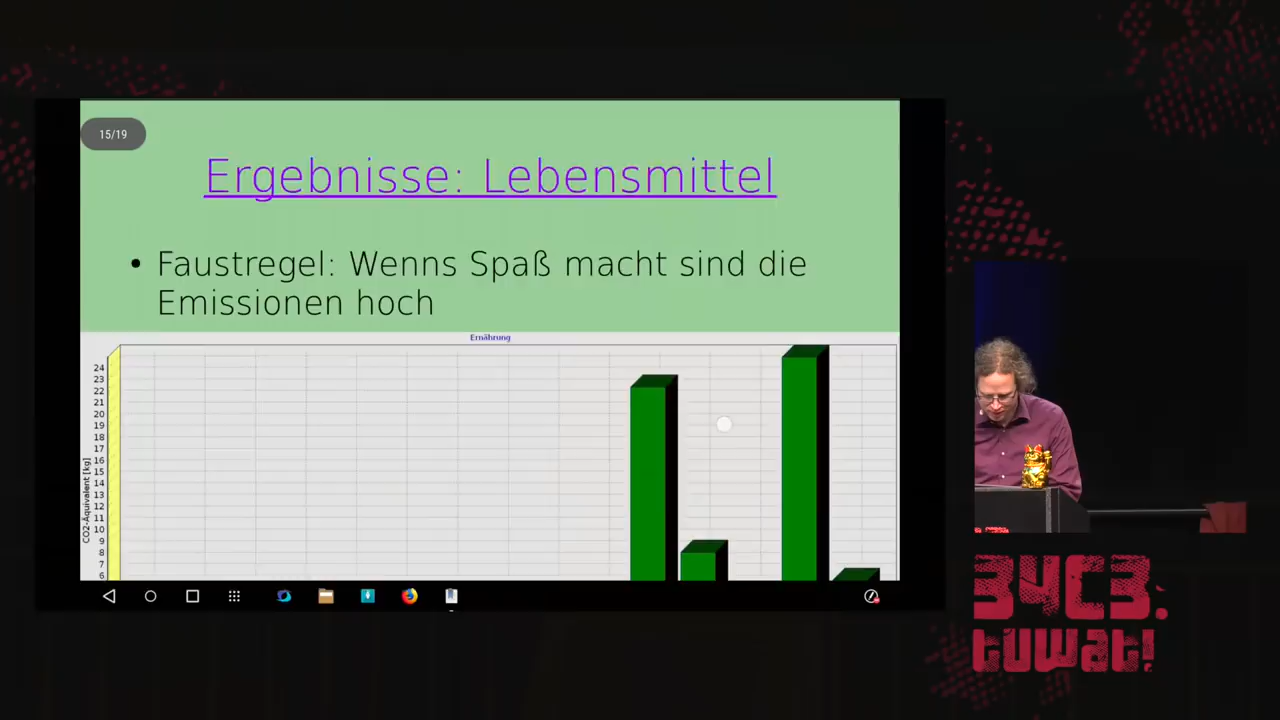 15/19
Ergebnisse: Lebensmittel
• Faustregel: Wenns Spaß macht sind die
Emissionen hoch
Ernährung
CO2-Äquivalent [kg]
24
23
22
21
20
19
18
17
16
15
14
13
12
11
10
9
8
7
6
34C3.
tuwat!